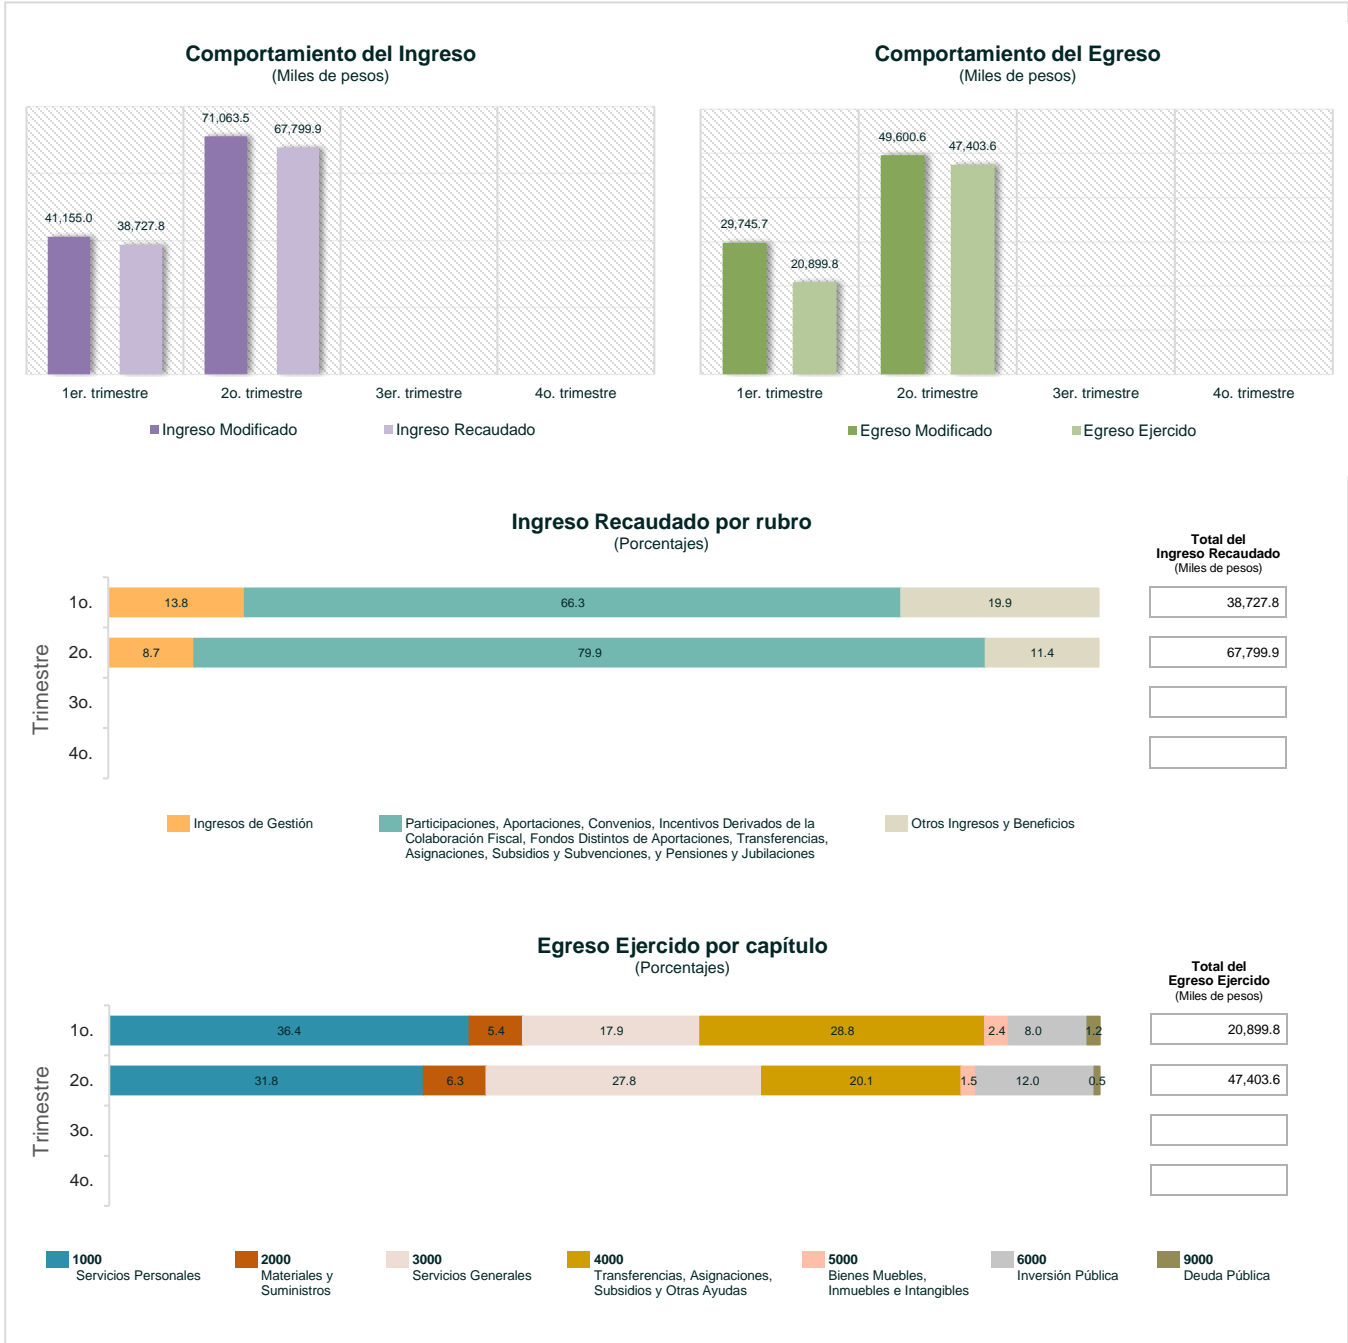 Comportamiento del Ingreso
(Miles de pesos)
71,063.5
67,799.9
41,155.0
38,727.8
1er. trimestre
2o. trimestre
3er. trimestre
4o. trimestre
Ingreso Modificado
Ingreso Recaudado
Comportamiento del Egreso
(Miles de pesos)
49,600.6
47,403.6
29,745.7
20,899.8
1er. trimestre
2o. trimestre
3er. trimestre
4o. trimestre
Egreso Modificado
Egreso Ejercido
Ingreso Recaudado por rubro
(Porcentajes)
Total del
Ingreso Recaudado
(Miles de pesos)
Trimestre
1o.
13.8
66.3
19.9
38,727.8
2o.
8.7
79.9
11.4
67,799.9
3o.
4o.
Ingresos de Gestión
Participaciones, Aportaciones, Convenios, Incentivos Derivados de la
Colaboración Fiscal, Fondos Distintos de Aportaciones, Transferencias,
Asignaciones, Subsidios y Subvenciones, y Pensiones y Jubilaciones
Otros Ingresos y Beneficios
Egreso Ejercido por capítulo
(Porcentajes)
Total del
Egreso Ejercido
(Miles de pesos)
Trimestre
1o.
36.4
5.4
17.9
28.8
2.4
8.0
1.2
20,899.8
2o.
31.8
6.3
27.8
20.1
1.5
12.0
0.5
47,403.6
3o.
4o.
1000
Servicios Personales
2000
Materiales y
Suministros
3000
Servicios Generales
4000
Transferencias, Asignaciones,
Subsidios y Otras Ayudas
5000
Bienes Muebles,
Inmuebles e Intangibles
6000
Inversión Pública
9000
Deuda Pública